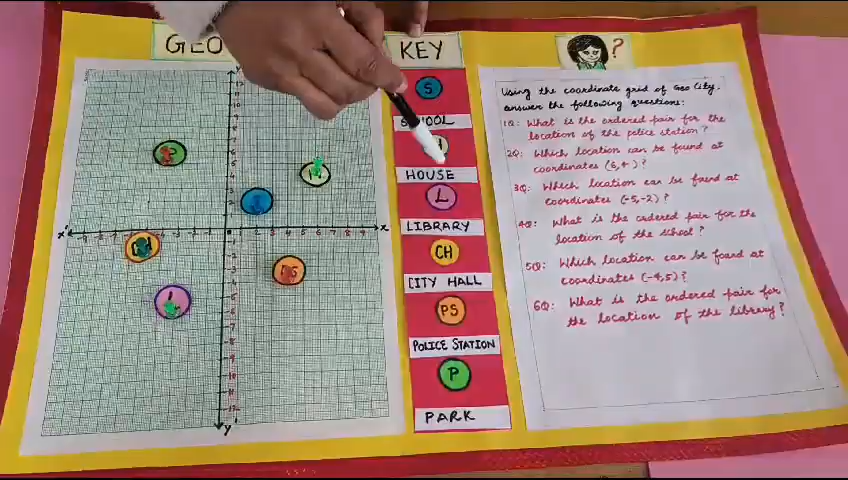 GEO
KEY
?
S
SCHOOL
HOUSE
L
LIBRARY
CH
CITY HALL
PS
POLICE STATION
P
PARK
Using the coordinate grid of Geo City,
answer the following questions:
1Q: What is the ordered pair for the
location of the police station?
2Q: Which location can be found at
coordinates (6,4)?
3Q: Which location can be found at
coordinates (-5,-2)?
4Q: What is the ordered pair for the
location of the school?
5Q: Which location can be found at
coordinates (-4,5)?
6Q: What is the ordered pair for
the location of the library?
X'
X
Y